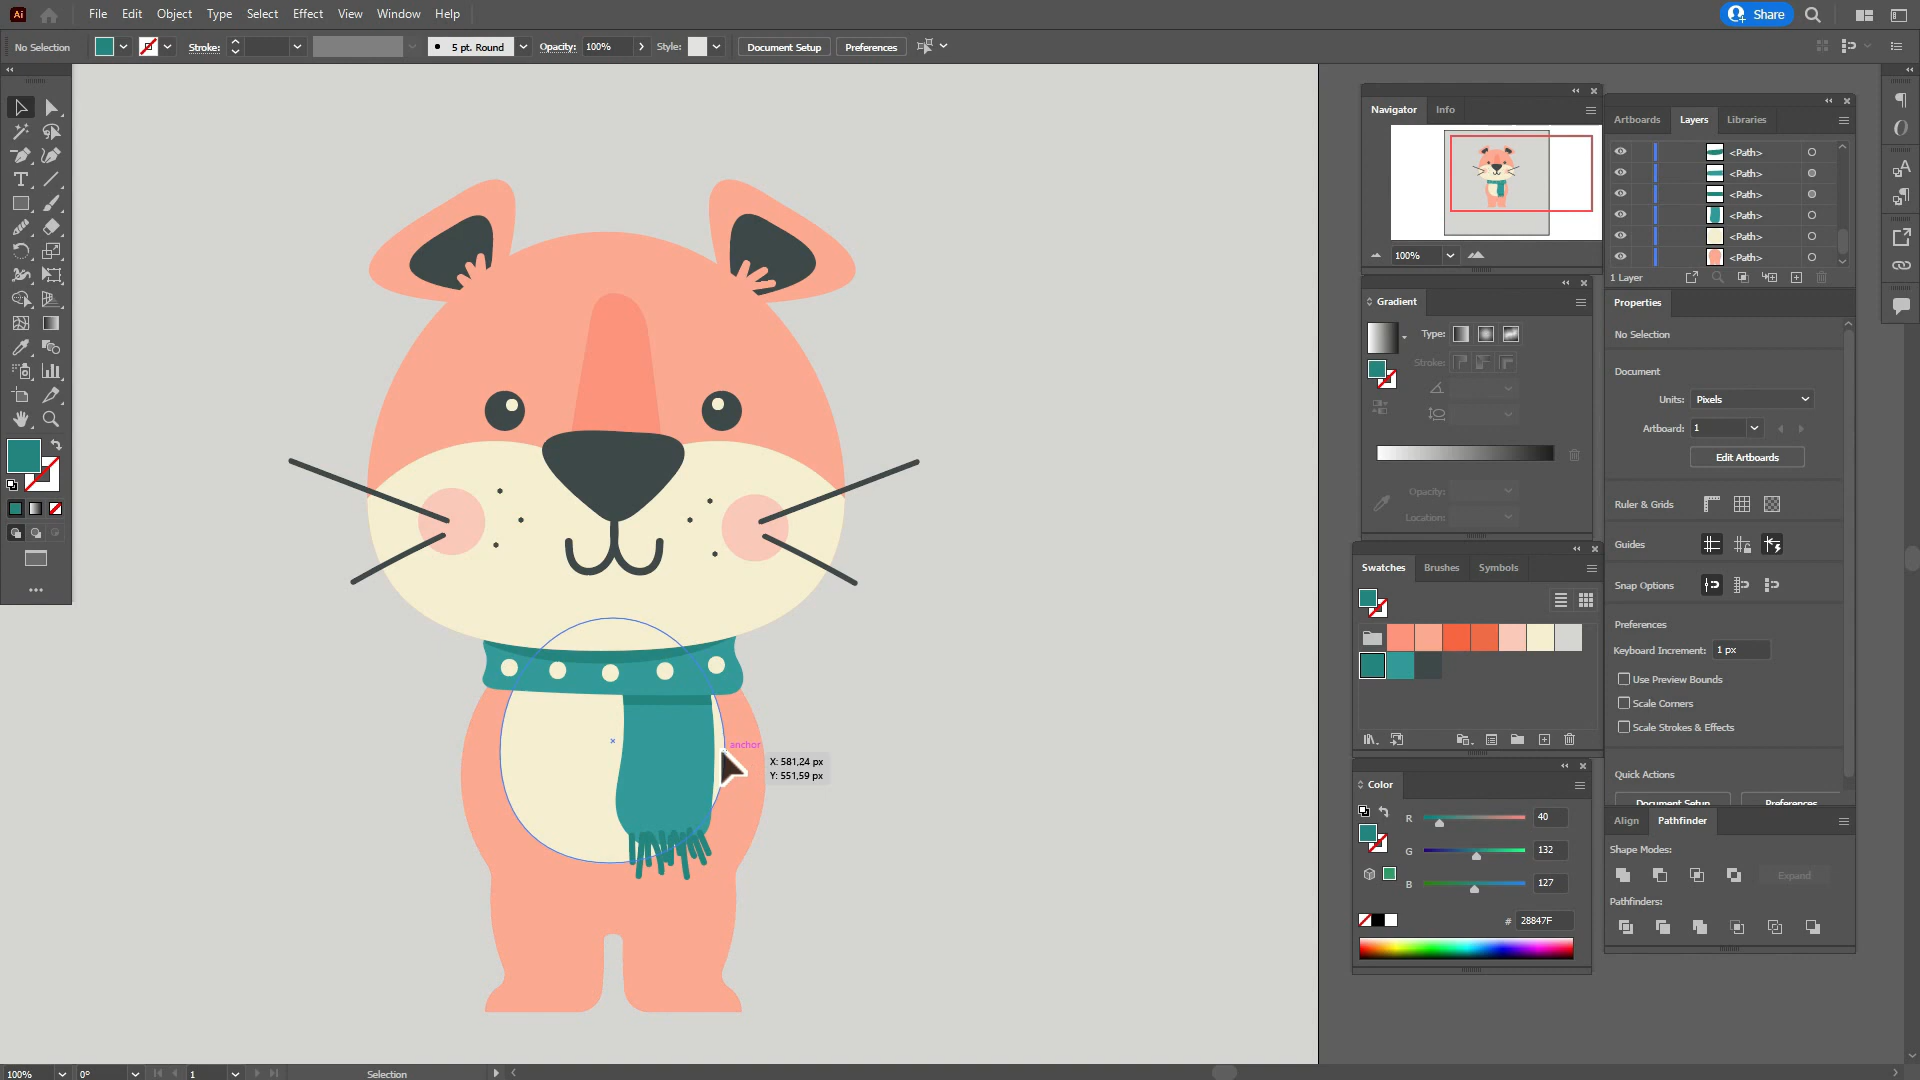 Ai File Edit Object Type Select Effect View Window Help Share
No Selection Stroke: 5 pt. Round Opacity: 100% Style: Document Setup Preferences
Navigator Info
100%
Artboards Layers Libraries
<Path>
<Path>
<Path>
<Path>
<Path>
<Path>
1 Layer
Gradient
Type:
Stroke:
Opacity:
Location:
Properties
No Selection
Document
Units: Pixels
Artboard: 1
Edit Artboards
Ruler & Grids
Guides
Snap Options
Preferences
Keyboard Increment: 1 px
Use Preview Bounds
Scale Corners
Scale Strokes & Effects
Quick Actions
Document Setup Preferences
Swatches Brushes Symbols
Color
R 40
G 132
B 127
# 28847F
Align Pathfinder
Shape Modes:
Expand
Pathfinders:
anchor
X: 581,24 px
Y: 551,59 px
100% 0° 1 Selection